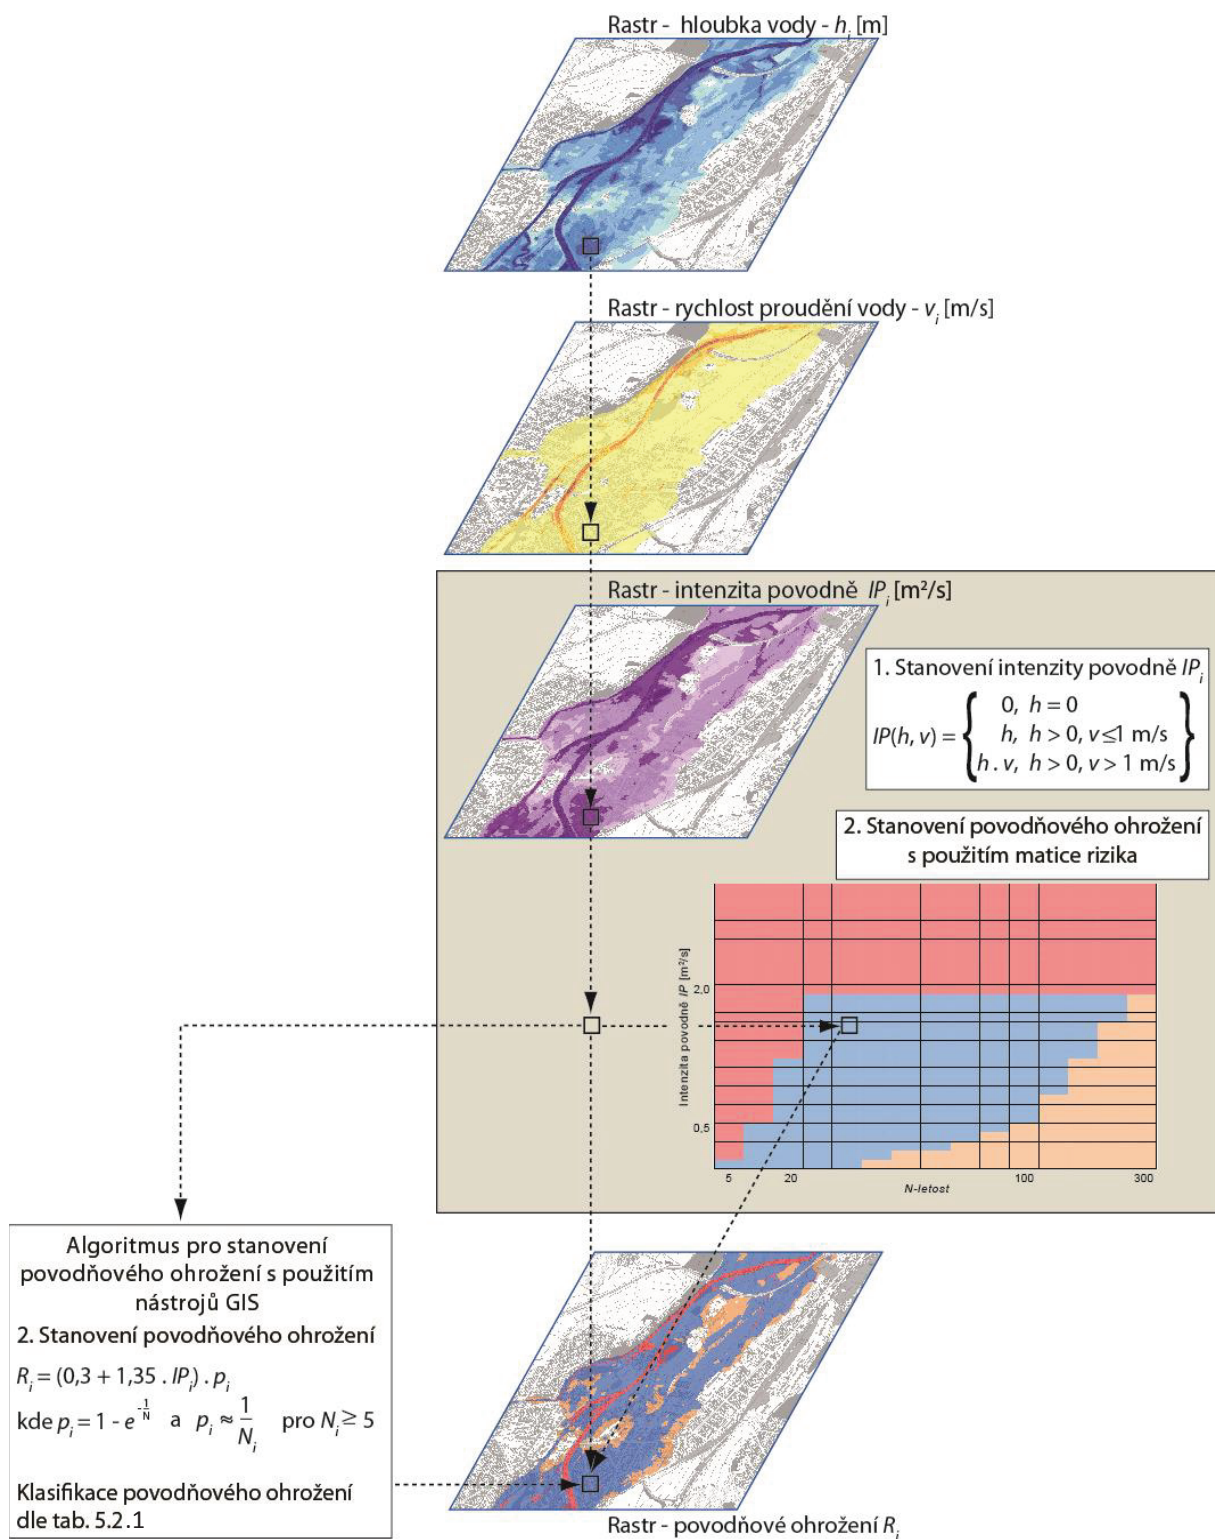 Rastr - hloubka vody - hᵢ [m]
Rastr - rychlost proudění vody - vᵢ [m/s]
Rastr - intenzita povodně IPᵢ [m²/s]
1. Stanovení intenzity povodně IPᵢ
0, h = 0
IP(h, v) = { h, h > 0, v ≤ 1 m/s }
h . v, h > 0, v > 1 m/s
2. Stanovení povodňového ohrožení
s použitím matice rizika
Intenzita povodně IP [m²/s]
2,0
0,5
5 20 100 300
N-letost
Algoritmus pro stanovení
povodňového ohrožení s použitím
nástrojů GIS
2. Stanovení povodňového ohrožení
Rᵢ = (0,3 + 1,35 . IPᵢ) . pᵢ
kde pᵢ = 1 - e^(-1/N) a pᵢ ≈ 1/Nᵢ pro Nᵢ ≥ 5
Klasifikace povodňového ohrožení
dle tab. 5.2.1
Rastr - povodňové ohrožení Rᵢ